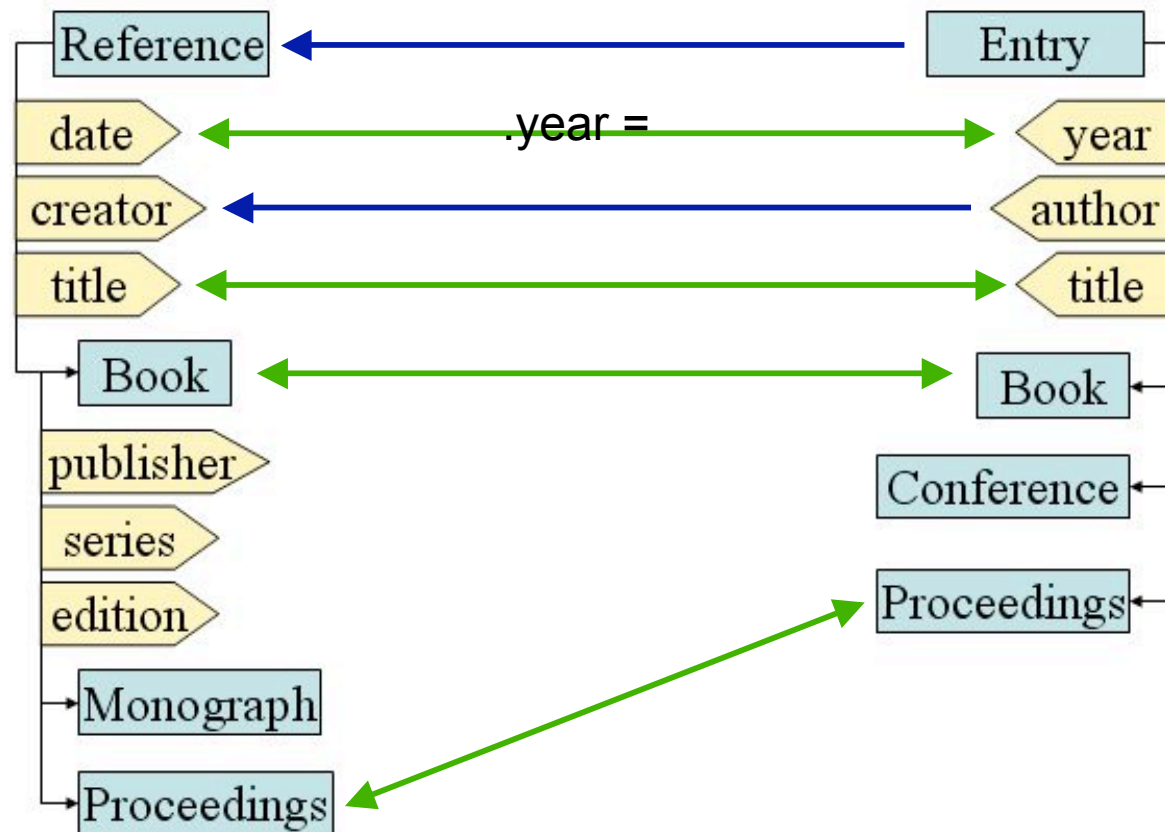 Reference
Entry
date
.year =
year
creator
author
title
title
Book
Book
publisher
Conference
series
edition
Proceedings
Monograph
Proceedings